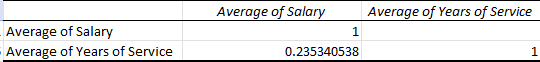 Average of Salary Average of Years of Service
Average of Salary 1
Average of Years of Service 0.235340538 1